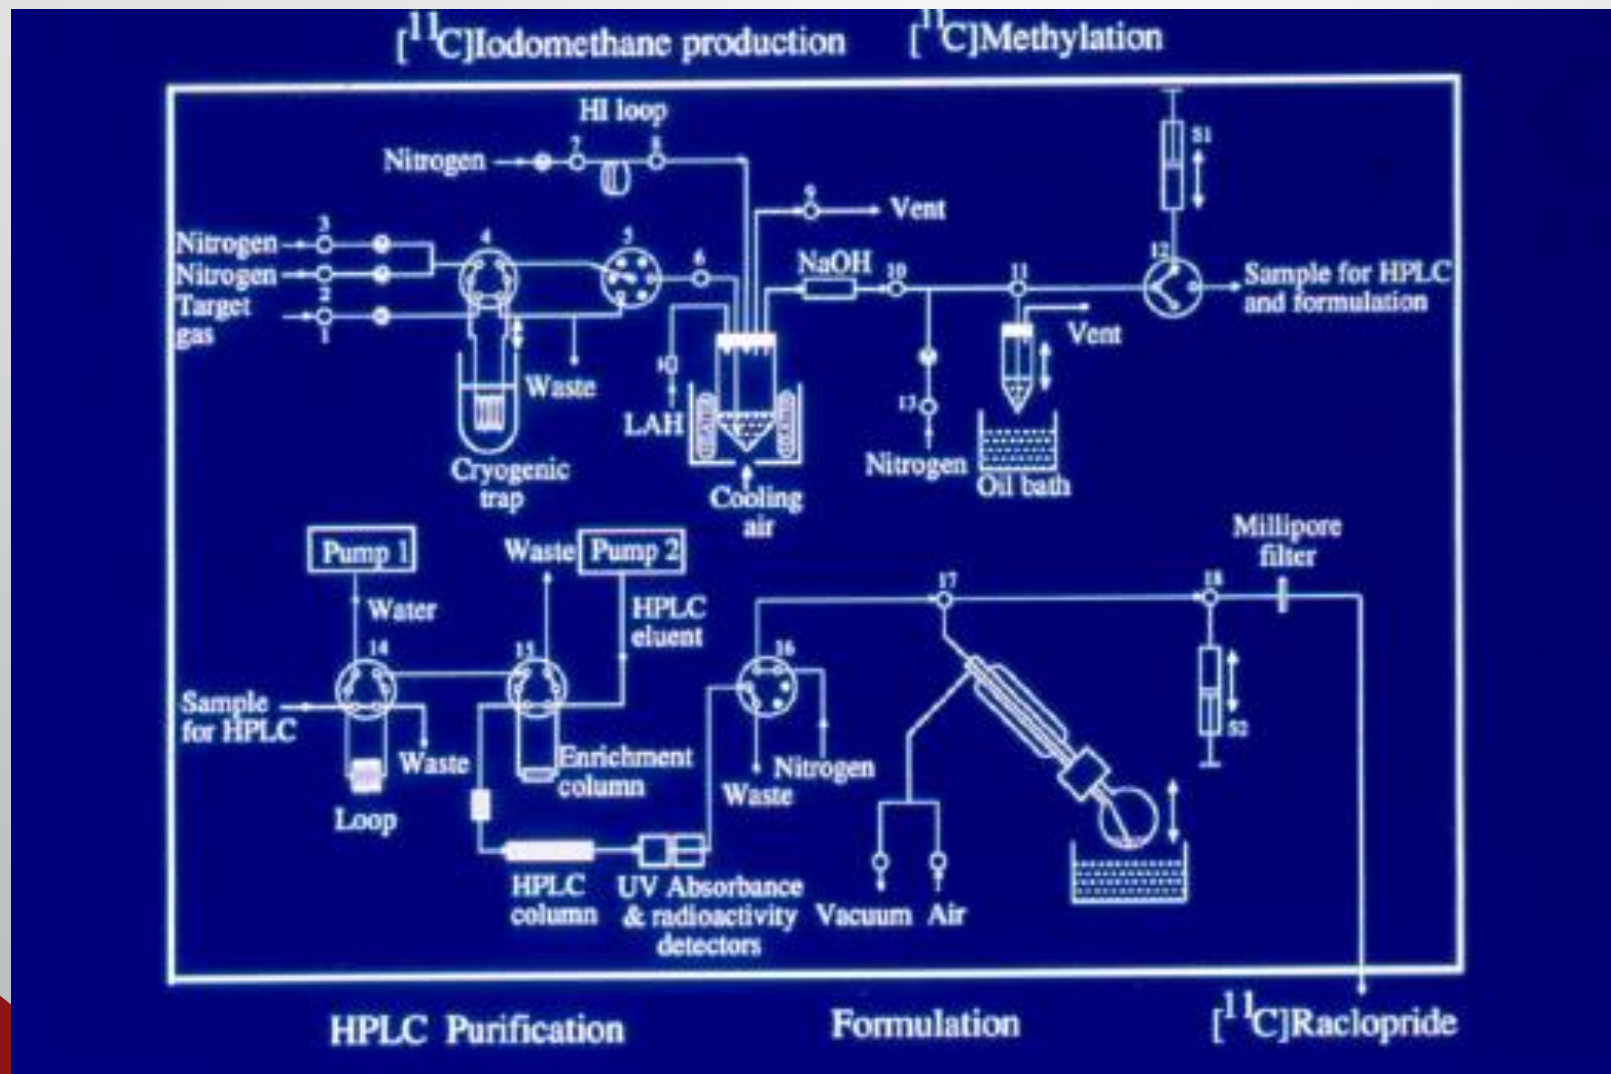 [¹¹C]Iodomethane production
[¹¹C]Methylation
HI loop
7
8
Nitrogen
S1
9
Vent
3
Nitrogen
4
5
6
NaOH
10
11
12
Nitrogen
2
Target
gas
1
Sample for HPLC
and formulation
Vent
Waste
LAH
13
Nitrogen
Cryogenic
trap
Cooling
air
Oil bath
Millipore
filter
Pump 1
Waste
Pump 2
Water
HPLC
eluent
17
18
14
15
16
Sample
for HPLC
Waste
Enrichment
column
Nitrogen
Waste
S2
Loop
HPLC
column
UV Absorbance
& radioactivity
detectors
Vacuum
Air
HPLC Purification
Formulation
[¹¹C]Raclopride